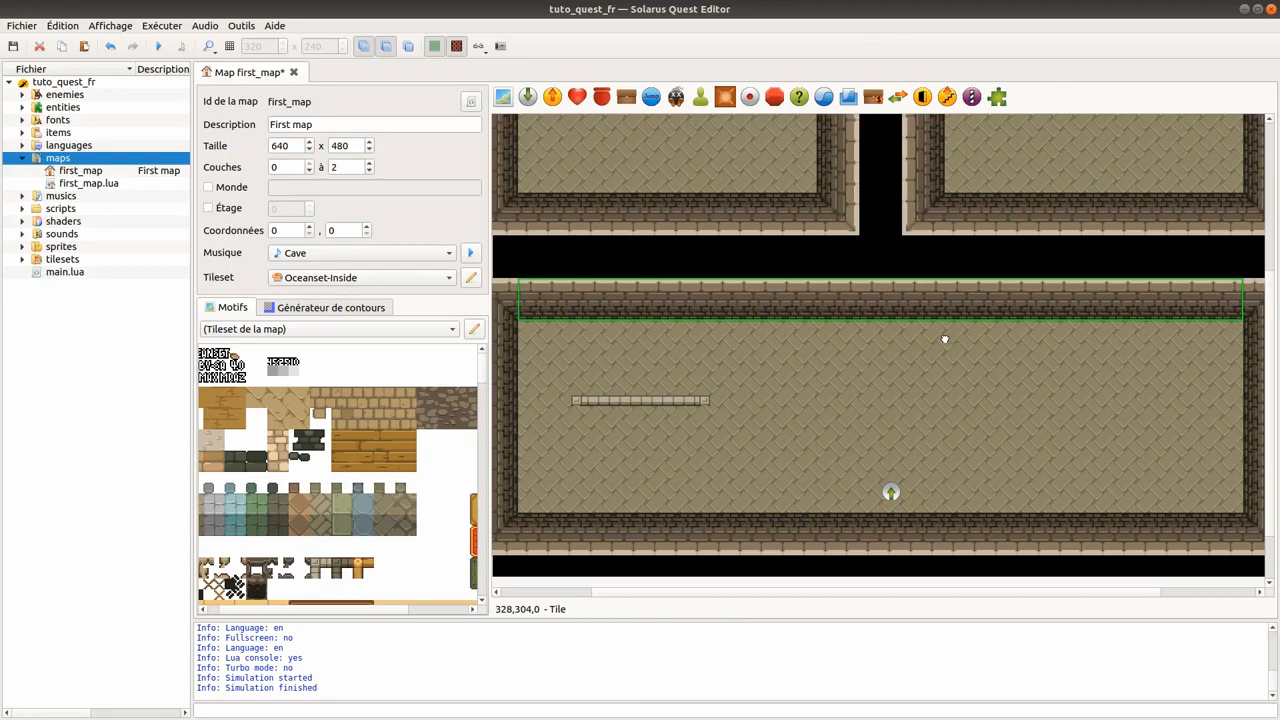 tuto_quest_fr — Solarus Quest Editor
Fichier Édition Affichage Exécuter Audio Outils Aide
320 x 240
Fichier Description
tuto_quest_fr
enemies
entities
fonts
items
languages
maps
first_map First map
first_map.lua
musics
scripts
shaders
sounds
sprites
tilesets
main.lua
Map first_map*
Id de la map first_map
Description First map
Taille 640 x 480
Couches 0 à 2
Monde
Étage 0
Coordonnées 0 , 0
Musique Cave
Tileset Oceanset-Inside
Motifs Générateur de contours
(Tileset de la map)
BY-SA 4.0
Jump
328,304,0 - Tile
Info: Language: en
Info: Fullscreen: no
Info: Language: en
Info: Lua console: yes
Info: Turbo mode: no
Info: Simulation started
Info: Simulation finished